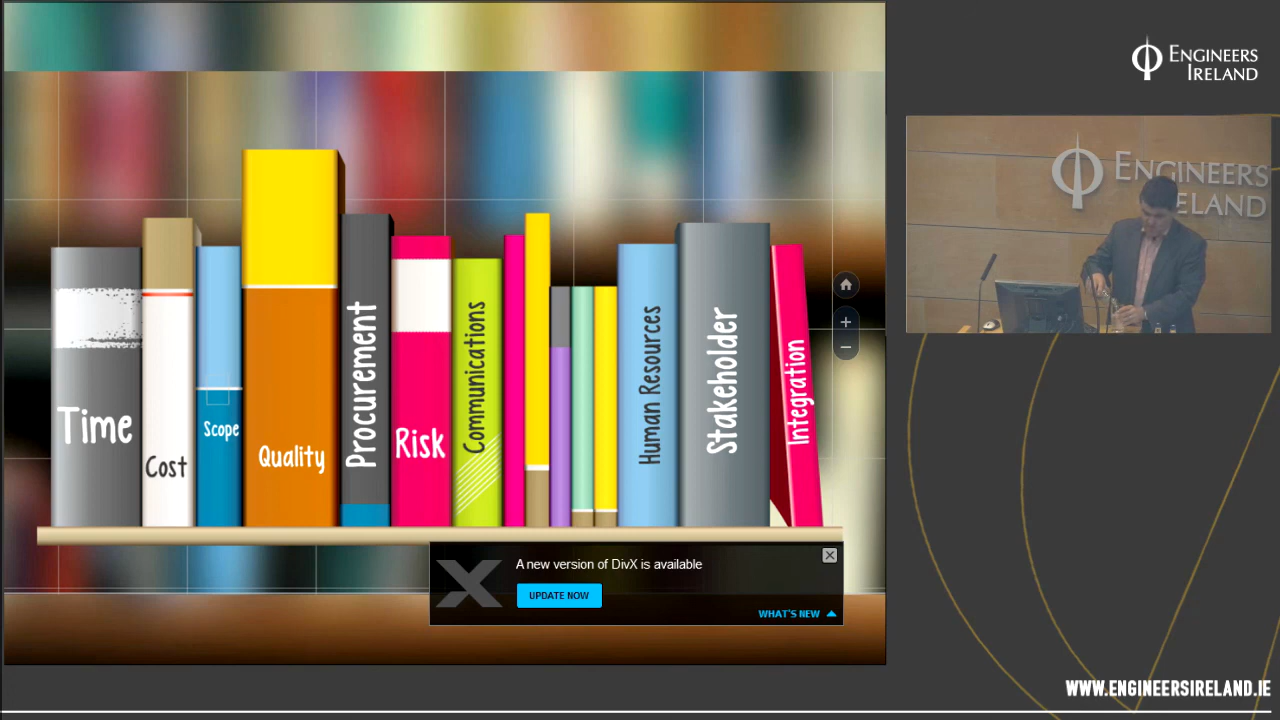 Time
Cost
Scope
Quality
Procurement
Risk
Communications
Human Resources
Stakeholder
Integration
A new version of DivX is available
UPDATE NOW
WHAT'S NEW
ENGINEERS
IRELAND
ENGINEERS
IRELAND
WWW.ENGINEERSIRELAND.IE